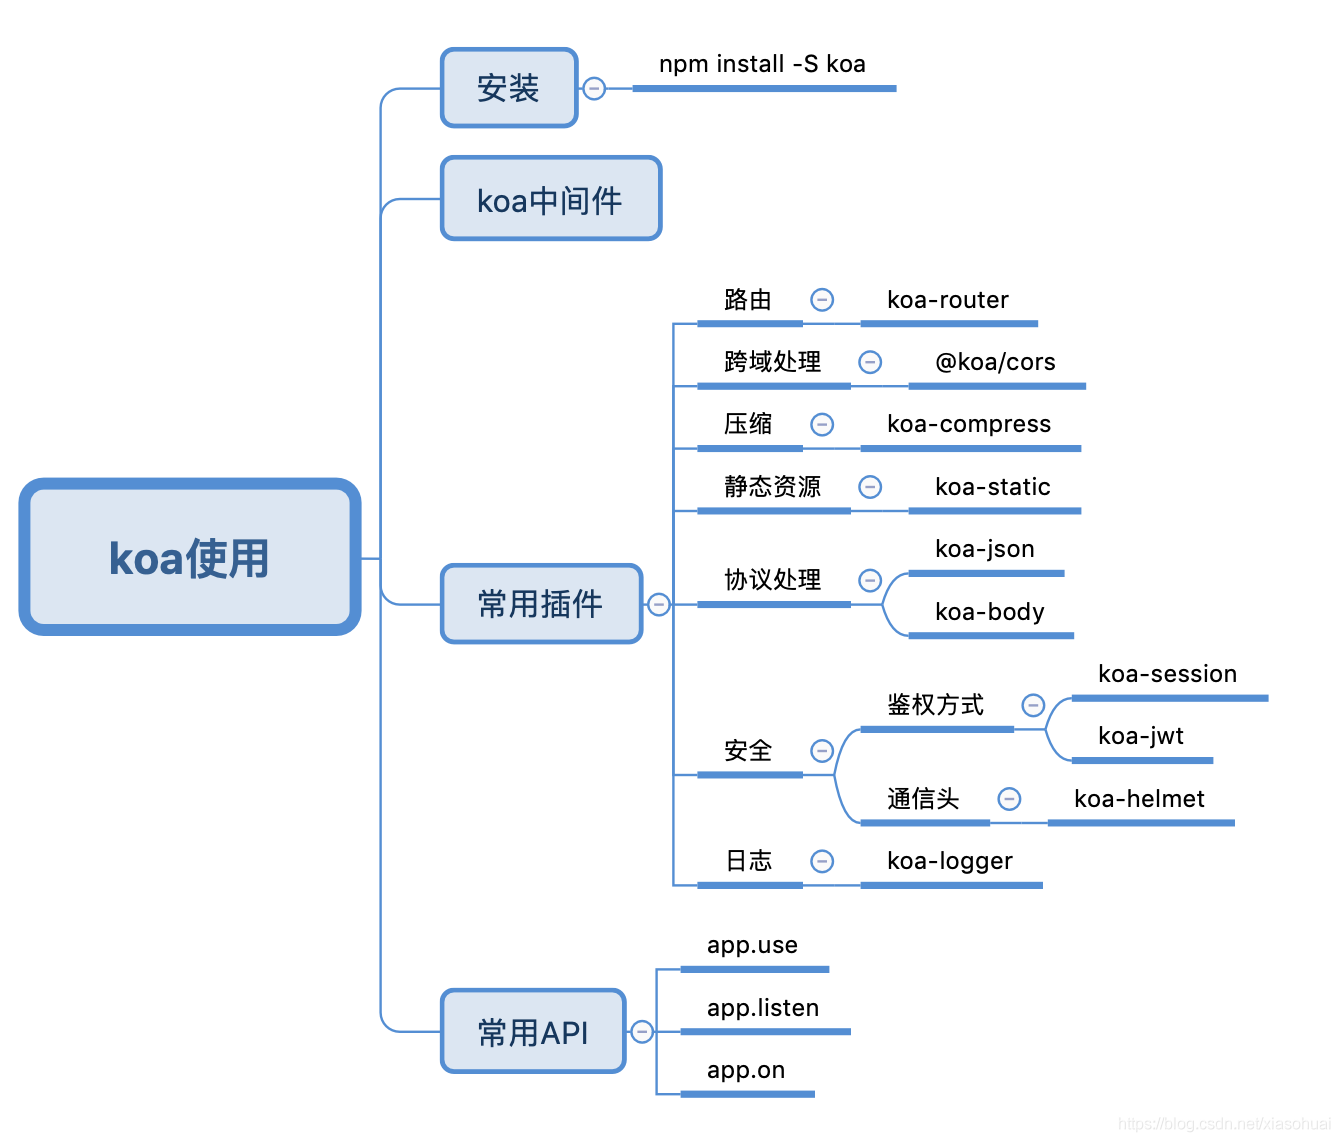 安装
npm install -S koa
koa中间件
路由
koa-router
跨域处理
@koa/cors
压缩
koa-compress
静态资源
koa-static
koa-json
协议处理
koa-body
koa使用
常用插件
koa-session
鉴权方式
koa-jwt
安全
通信头
koa-helmet
日志
koa-logger
app.use
app.listen
常用API
app.on
https://blog.csdn.net/xiasohuai